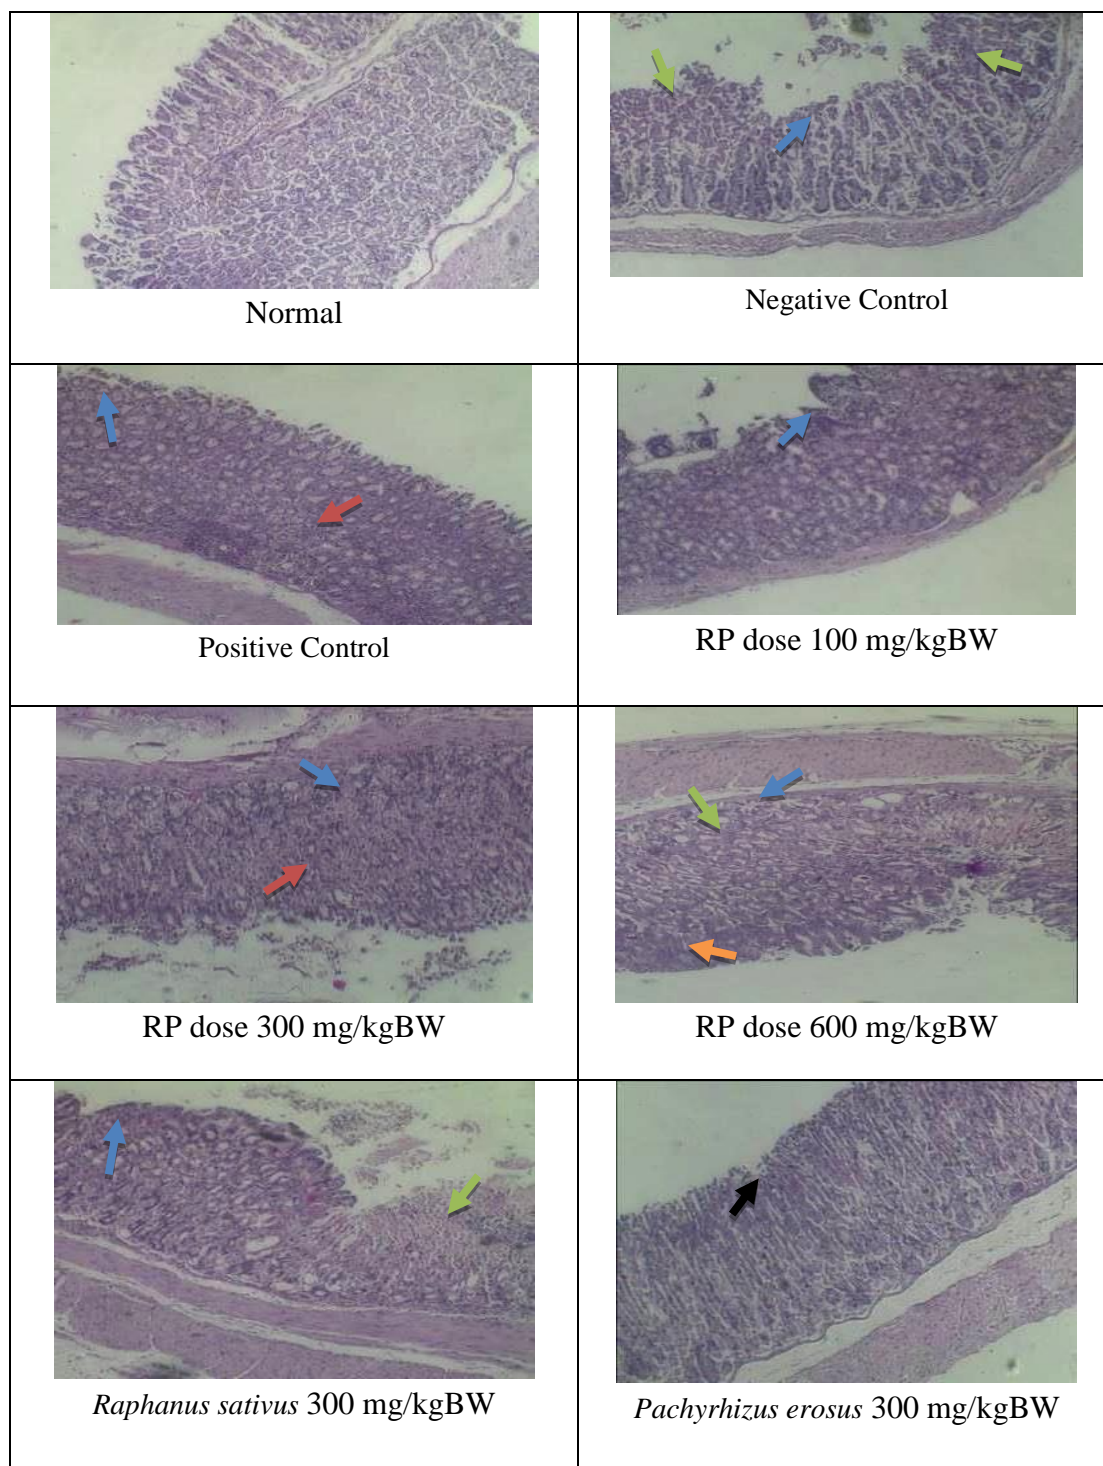 Normal
Negative Control
Positive Control
RP dose 100 mg/kgBW
RP dose 300 mg/kgBW
RP dose 600 mg/kgBW
Raphanus sativus 300 mg/kgBW
Pachyrhizus erosus 300 mg/kgBW